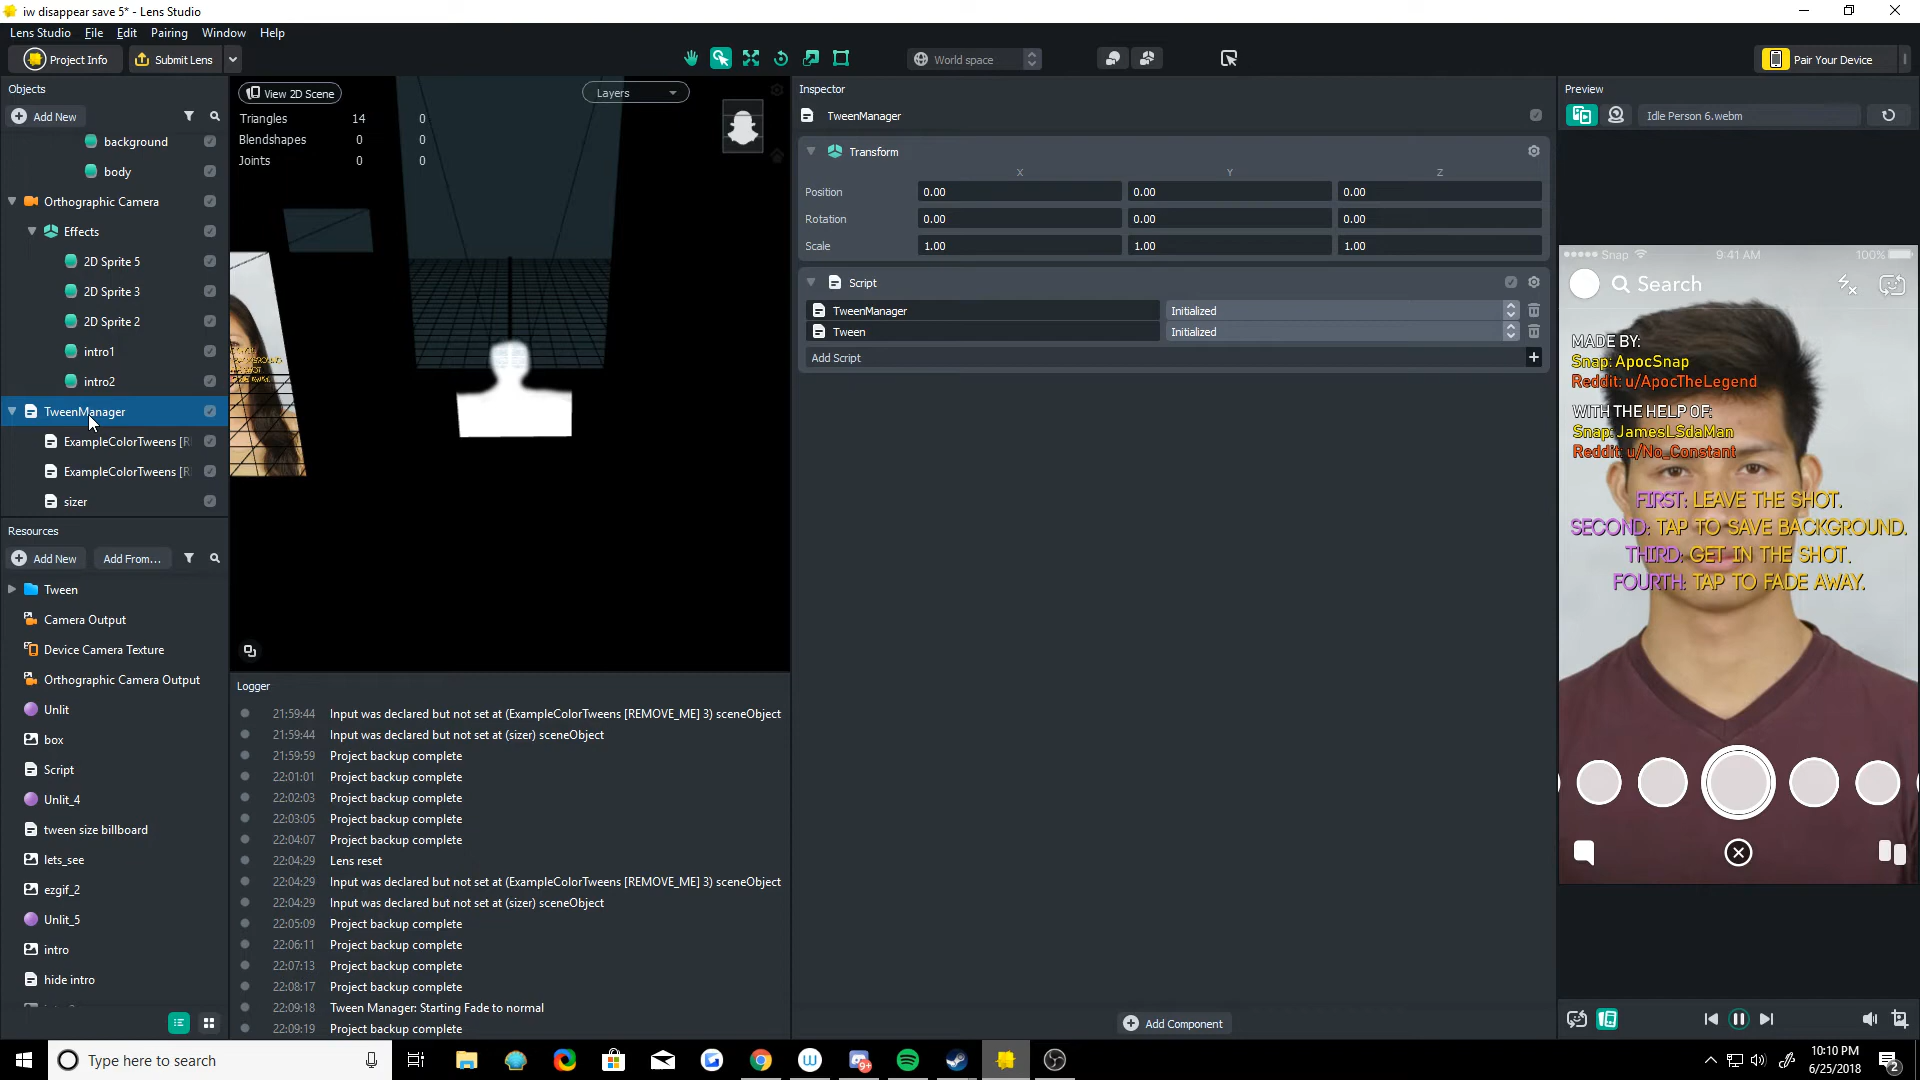 iw disappear save 5* - Lens Studio
Lens Studio File Edit Pairing Window Help
Project Info Submit Lens World space Pair Your Device
Objects
Add New
background
body
Orthographic Camera
Effects
2D Sprite 5
2D Sprite 3
2D Sprite 2
intro1
intro2
TweenManager
ExampleColorTweens [R
ExampleColorTweens [R
sizer
Resources
Add New Add From...
Tween
Camera Output
Device Camera Texture
Orthographic Camera Output
Unlit
box
Script
Unlit_4
tween size billboard
lets_see
ezgif_2
Unlit_5
intro
hide intro
View 2D Scene Layers
Triangles 14 0
Blendshapes 0 0
Joints 0 0
Logger
21:59:44 Input was declared but not set at (ExampleColorTweens [REMOVE_ME] 3) sceneObject
21:59:44 Input was declared but not set at (sizer) sceneObject
21:59:59 Project backup complete
22:01:01 Project backup complete
22:02:03 Project backup complete
22:03:05 Project backup complete
22:04:07 Project backup complete
22:04:29 Lens reset
22:04:29 Input was declared but not set at (ExampleColorTweens [REMOVE_ME] 3) sceneObject
22:04:29 Input was declared but not set at (sizer) sceneObject
22:05:09 Project backup complete
22:06:11 Project backup complete
22:07:13 Project backup complete
22:08:17 Project backup complete
22:09:18 Tween Manager: Starting Fade to normal
22:09:19 Project backup complete
Inspector
TweenManager
Transform
X Y Z
Position 0.00 0.00 0.00
Rotation 0.00 0.00 0.00
Scale 1.00 1.00 1.00
Script
TweenManager Initialized
Tween Initialized
Add Script
Add Component
Preview
Idle Person 6.webm
Snap 9:41 AM 100%
Search
MADE BY:
Snap: ApocSnap
Reddit: u/ApocTheLegend
WITH THE HELP OF:
Snap: JamesLSdaMan
Reddit: u/No_Constant
FIRST: LEAVE THE SHOT.
SECOND: TAP TO SAVE BACKGROUND.
THIRD: GET IN THE SHOT.
FOURTH: TAP TO FADE AWAY.
Type here to search
10:10 PM
6/25/2018
2